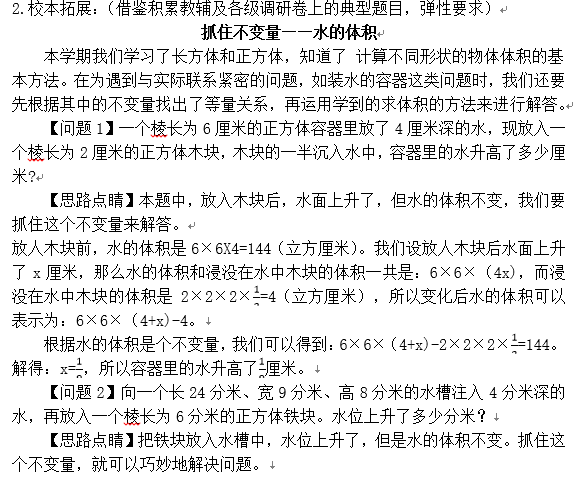 2.校本拓展：（借鉴积累教辅及各级调研卷上的典型题目，弹性要求）
抓住不变量——水的体积
本学期我们学习了长方体和正方体，知道了 计算不同形状的物体体积的基
本方法。在为遇到与实际联系紧密的问题，如装水的容器这类问题时，我们还要
先根据其中的不变量找出了等量关系，再运用学到的求体积的方法来进行解答。
【问题1】一个棱长为6厘米的正方体容器里放了4厘米深的水，现放入一
个棱长为2厘米的正方体木块，木块的一半沉入水中，容器里的水升高了多少厘
米?
【思路点睛】本题中，放入木块后，水面上升了，但水的体积不变，我们要
抓住这个不变量来解答。
放人木块前，水的体积是6×6X4=144（立方厘米）。我们设放人木块后水面上升
了x厘米，那么水的体积和浸没在水中木块的体积一共是：6×6×（4x),而浸
没在水中木块的体积是 2×2×2×=4（立方厘米），所以变化后水的体积可以
表示为：6×6×（4+x)-4。
根据水的体积是个不变量，我们可以得到：6×6×（4+x)-2×2×2×=144。
解得：x=，所以容器里的水升高了厘米。
【问题2】向一个长24分米、宽9分米、高8分米的水槽注入4分米深的
水，再放入一个棱长为6分米的正方体铁块。水位上升了多少分米？
【思路点睛】把铁块放入水槽中，水位上升了，但是水的体积不变。抓住这
个不变量，就可以巧妙地解决问题。